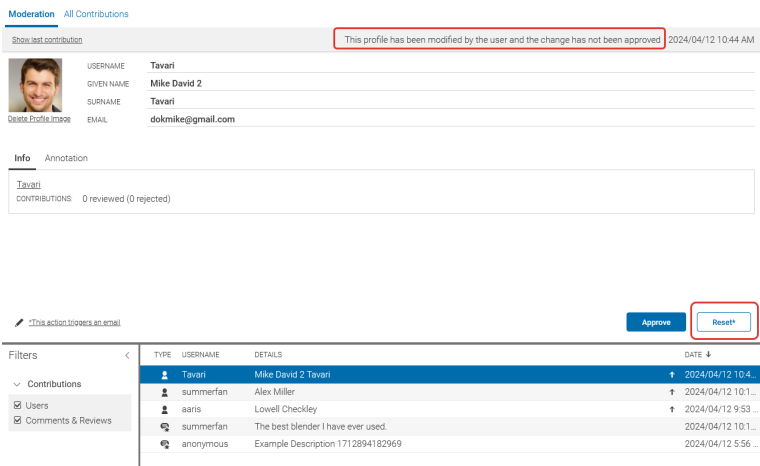 Moderation All Contributions
Show last contribution This profile has been modified by the user and the change has not been approved 2024/04/12 10:44 AM
USERNAME Tavari
GIVEN NAME Mike David 2
SURNAME Tavari
Delete Profile Image EMAIL dokmike@gmail.com
Info Annotation
Tavari
CONTRIBUTIONS: 0 reviewed (0 rejected)
*This action triggers an email Approve Reset*
Filters < TYPE USERNAME DETAILS DATE ↓
Tavari Mike David 2 Tavari ↑ 2024/04/12 10:4...
Contributions summerfan Alex Miller ↑ 2024/04/12 10:1...
Users aaris Lowell Checkley ↑ 2024/04/12 9:53 ...
Comments & Reviews summerfan The best blender I have ever used. 2024/04/12 10:1...
anonymous Example Description 1712894182969 2024/04/12 5:56 ...